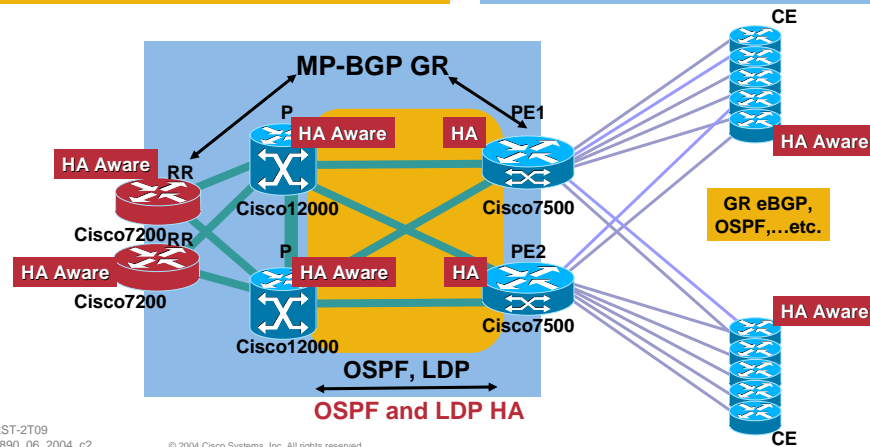 CE
MP-BGP GR
P
PE1
HA Aware
HA
HA Aware
HA Aware
RR
Cisco12000
Cisco7500
GR eBGP,
OSPF,...etc.
Cisco7200
RR
P
PE2
HA Aware
HA Aware
HA
HA Aware
Cisco7200
Cisco7500
Cisco12000
OSPF, LDP
OSPF and LDP HA
CE
ST-2T09
890_06_2004_c2
© 2004 Cisco Systems, Inc. All rights reserved